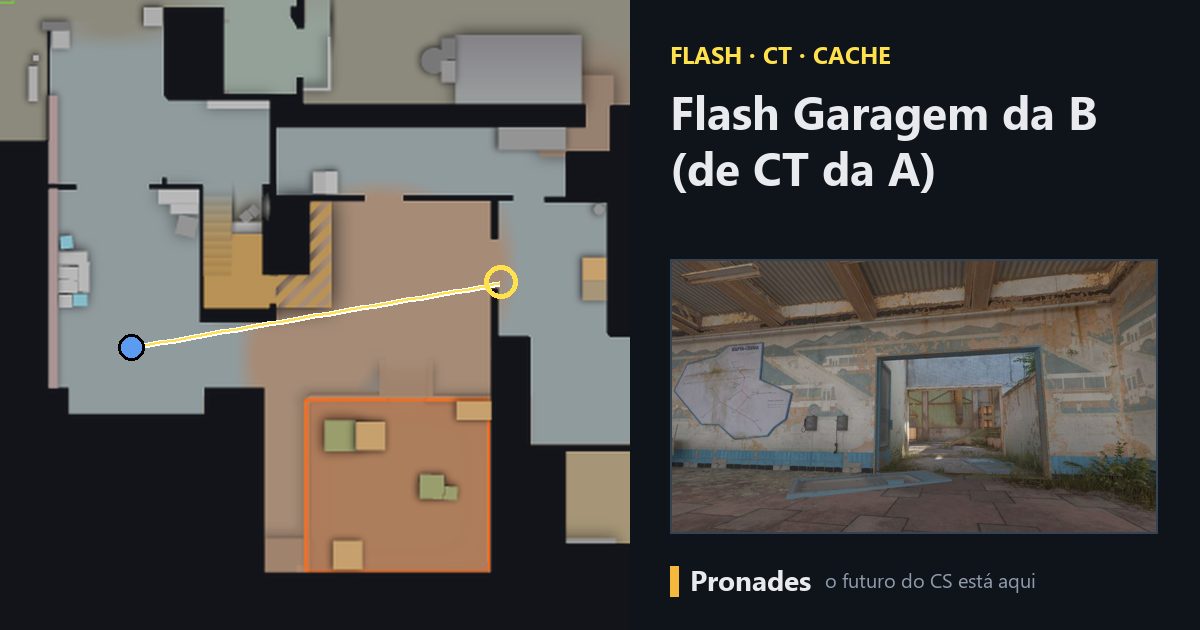 FLASH · CT · CACHE
Flash Garagem da B
(de CT da A)
Pronades o futuro do CS está aqui